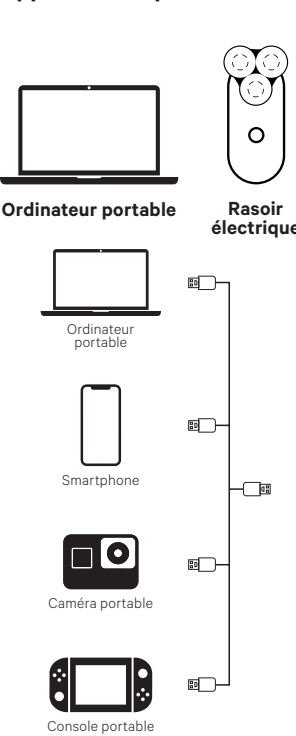 Ordinateur portable
Rasoir
électrique
Ordinateur
portable
Smartphone
Caméra portable
Console portable